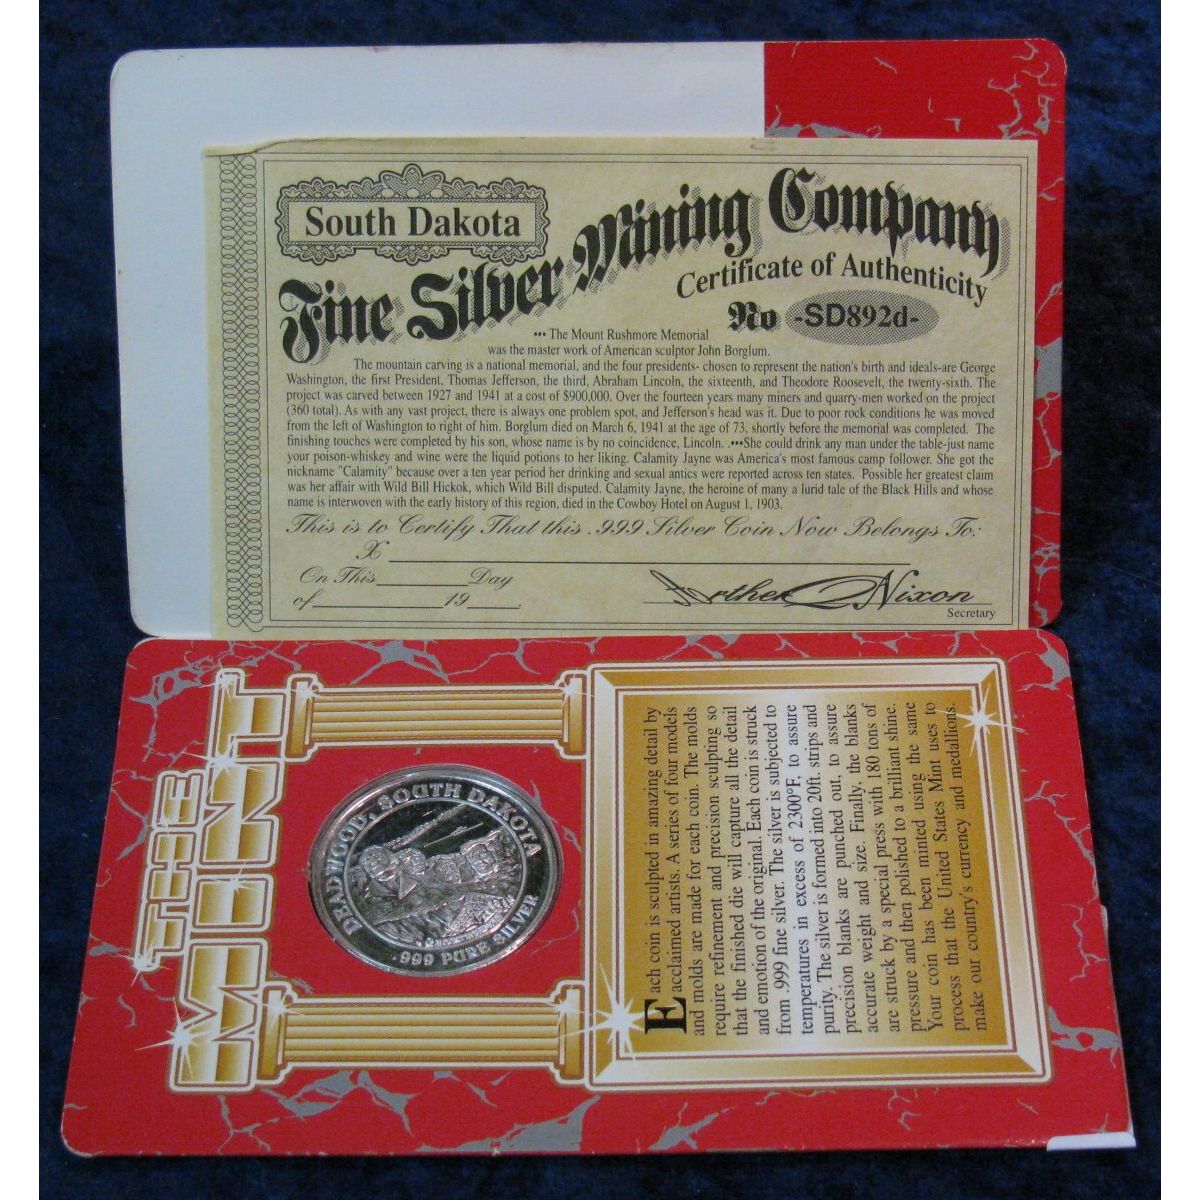 South Dakota
Fine Silver Mining Company
Certificate of Authenticity
No -SD892d-
••• The Mount Rushmore Memorial
was the master work of American sculptor John Borglum.
The mountain carving is a national memorial, and the four presidents- chosen to represent the nation's birth and ideals-are George
Washington, the first President, Thomas Jefferson, the third, Abraham Lincoln, the sixteenth, and Theodore Roosevelt, the twenty-sixth. The
project was carved between 1927 and 1941 at a cost of $900,000. Over the fourteen years many miners and quarry-men worked on the project
(360 total). As with any vast project, there is always one problem spot, and Jefferson's head was it. Due to poor rock conditions he was moved
from the left of Washington to right of him. Borglum died on March 6, 1941 at the age of 73, shortly before the memorial was completed. The
finishing touches were completed by his son, whose name is by no coincidence, Lincoln. .•••She could drink any man under the table-just name
your poison-whiskey and wine were the liquid potions to her liking. Calamity Jayne was America's most famous camp follower. She got the
nickname "Calamity" because over a ten year period her drinking and sexual antics were reported across ten states. Possible her greatest claim
was her affair with Wild Bill Hickok, which Wild Bill disputed. Calamity Jayne, the heroine of many a lurid tale of the Black Hills and whose
name is interwoven with the early history of this region, died in the Cowboy Hotel on August 1, 1903.
This is to Certify That this .999 Silver Coin Now Belongs To:
X
On This Day
of 19 .
Nixon
Secretary
THE
MOINT
DEADWOOD, SOUTH DAKOTA
.999 PURE SILVER
Each coin is sculpted in amazing detail by
acclaimed artists. A series of four models
and molds are made for each coin. The molds
require refinement and precision sculpting so
that the finished die will capture all the detail
and emotion of the original. Each coin is struck
from .999 fine silver. The silver is subjected to
temperatures in excess of 2300°F, to assure
purity. The silver is formed into 20ft. strips and
precision blanks are punched out, to assure
accurate weight and size. Finally, the blanks
are struck by a special press with 180 tons of
pressure and then polished to a brilliant shine.
Your coin has been minted using the same
process that the United States Mint uses to
make our country's currency and medallions.